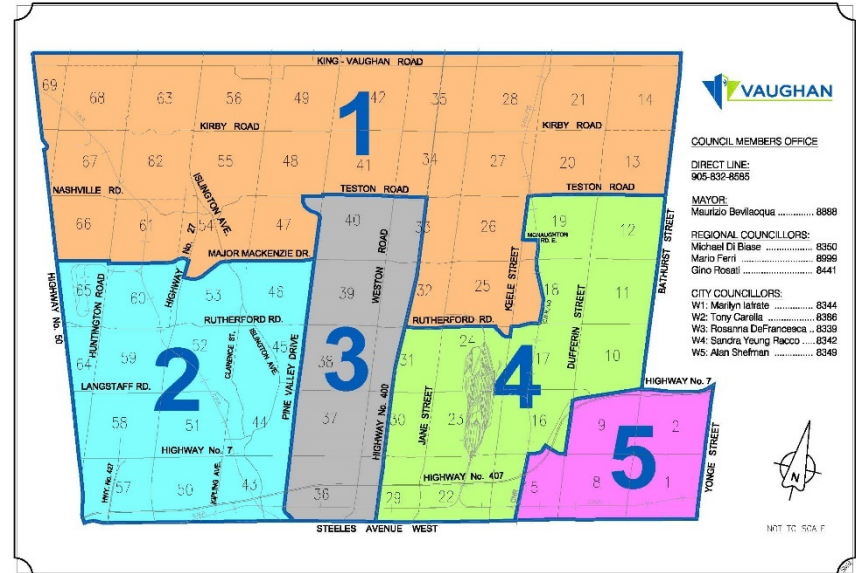 KING - VAUGHAN ROAD
69
68
63
56
49
42
35
28
21
14
1
KIRBY ROAD
KIRBY ROAD
67
62
55
48
41
34
27
20
13
NASHVILLE RD.
ISLINGTON AVE.
TESTON ROAD
TESTON ROAD
66
61
54
47
40
33
26
19
12
HIGHWAY No. 27
MAJOR MACKENZIE DR.
McNAUGHTON RD. E.
WESTON ROAD
KEELE STREET
BATHURST STREET
HIGHWAY No. 50
HUNTINGTON ROAD
60
53
46
39
32
25
18
11
RUTHERFORD RD.
RUTHERFORD RD.
DUFFERIN STREET
64
59
52
45
38
31
24
17
10
CLARENCE ST.
ISLINGTON AVE.
PINE VALLEY DRIVE
2
3
4
LANGSTAFF RD.
HIGHWAY No. 7
58
51
44
37
30
23
16
9
2
JANE STREET
HIGHWAY No. 400
HIGHWAY No. 7
5
YONGE STREET
HWY. No. 427
57
50
KIPLING AVE.
43
36
29
22
HIGHWAY No. 407
5
8
1
STEELES AVENUE WEST
VAUGHAN
COUNCIL MEMBERS OFFICE
DIRECT LINE:
905-832-8585
MAYOR:
Maurizio Bevilacqua ............ 8888
REGIONAL COUNCILLORS:
Michael Di Biase .................. 8350
Mario Ferri ........................... 8999
Gino Rosati ......................... 8441
CITY COUNCILLORS:
W1: Marilyn Iafrate .............. 8344
W2: Tony Carella ................ 8386
W3: Rosanna DeFrancesca .. 8339
W4: Sandra Yeung Racco .... 8342
W5: Alan Shefman .............. 8349
N
NOT TO SCALE